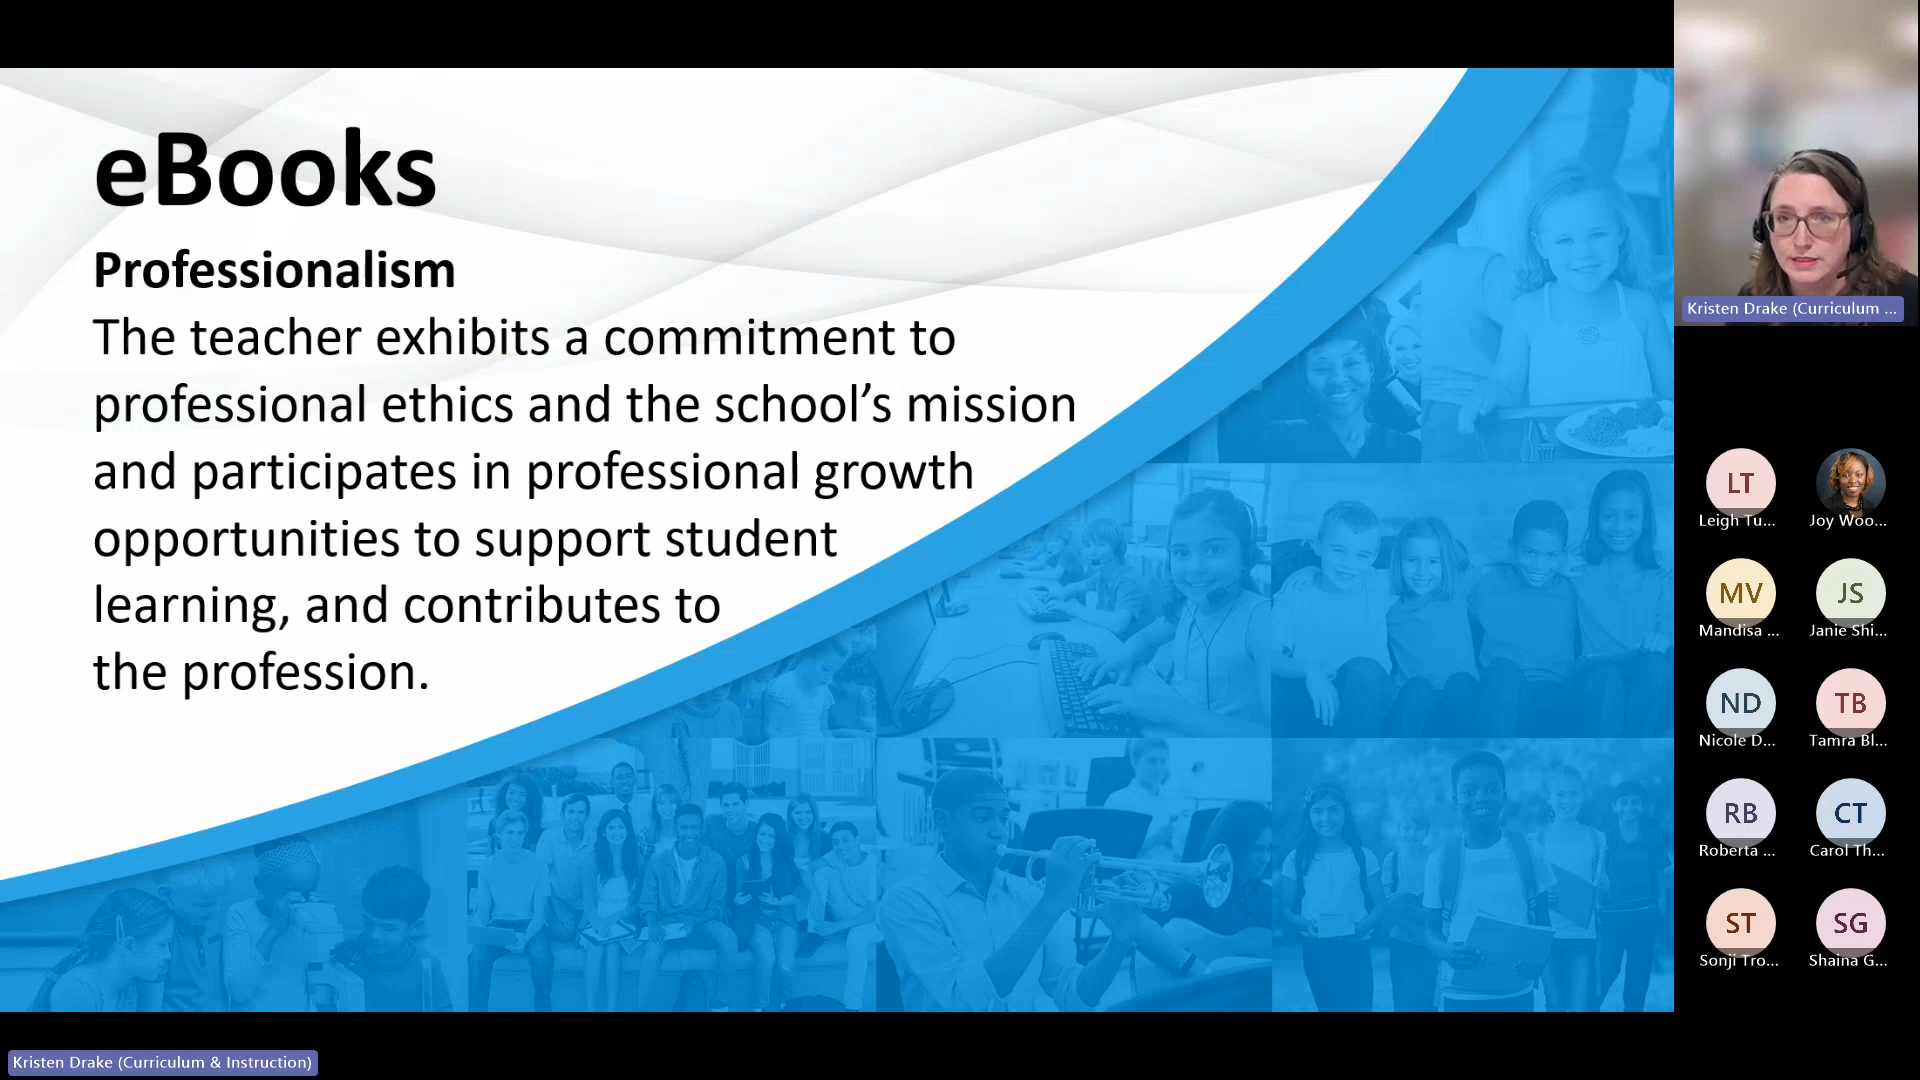 eBooks
Professionalism
The teacher exhibits a commitment to
professional ethics and the school's mission
and participates in professional growth
opportunities to support student
learning, and contributes to
the profession.
Kristen Drake (Curriculum ...
LT
Leigh Tu...
Joy Woo...
MV
Mandisa ...
JS
Janie Shi...
ND
Nicole D...
TB
Tamra Bl...
RB
Roberta ...
CT
Carol Th...
ST
Sonji Tro...
SG
Shaina G...
Kristen Drake (Curriculum & Instruction)